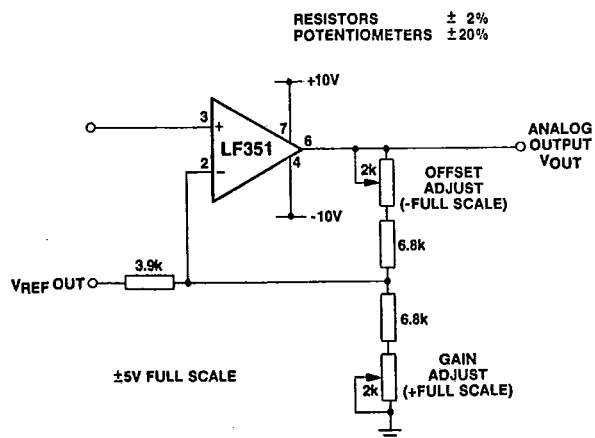 RESISTORS ± 2%
POTENTIOMETERS ±20%
+10V
3
7
+
LF351
6
2
4
-
-10V
ANALOG
OUTPUT
VOUT
2k
OFFSET
ADJUST
(-FULL SCALE)
6.8k
3.9k
VREF OUT
6.8k
±5V FULL SCALE
GAIN
ADJUST
(+FULL SCALE)
2k